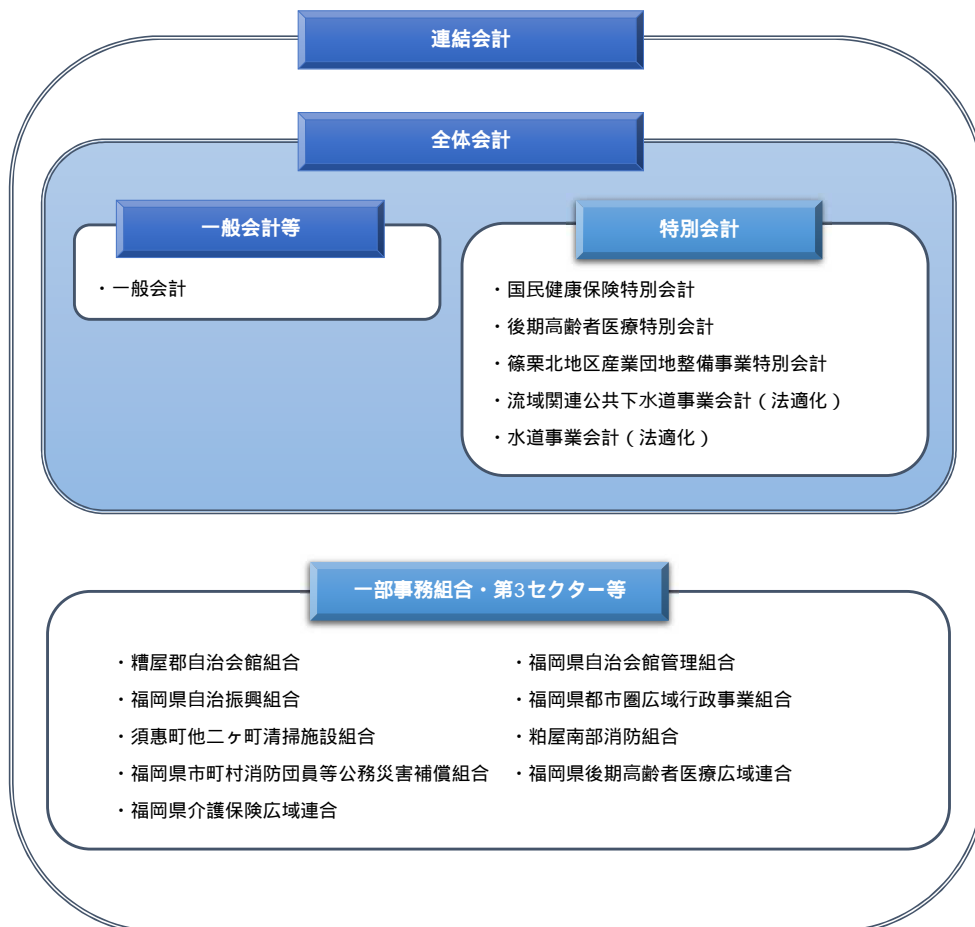 連結会計
全体会計
一般会計等
・一般会計
特別会計
・国民健康保険特別会計
・後期高齢者医療特別会計
・篠栗北地区産業団地整備事業特別会計
・流域関連公共下水道事業会計(法適化)
・水道事業会計(法適化)
一部事務組合・第3セクター等
・糟屋郡自治会館組合
・福岡県自治振興組合
・須惠町他二ヶ町清掃施設組合
・福岡県市町村消防団員等公務災害補償組合
・福岡県介護保険広域連合
・福岡県自治会館管理組合
・福岡県都市圏広域行政事業組合
・粕屋南部消防組合
・福岡県後期高齢者医療広域連合